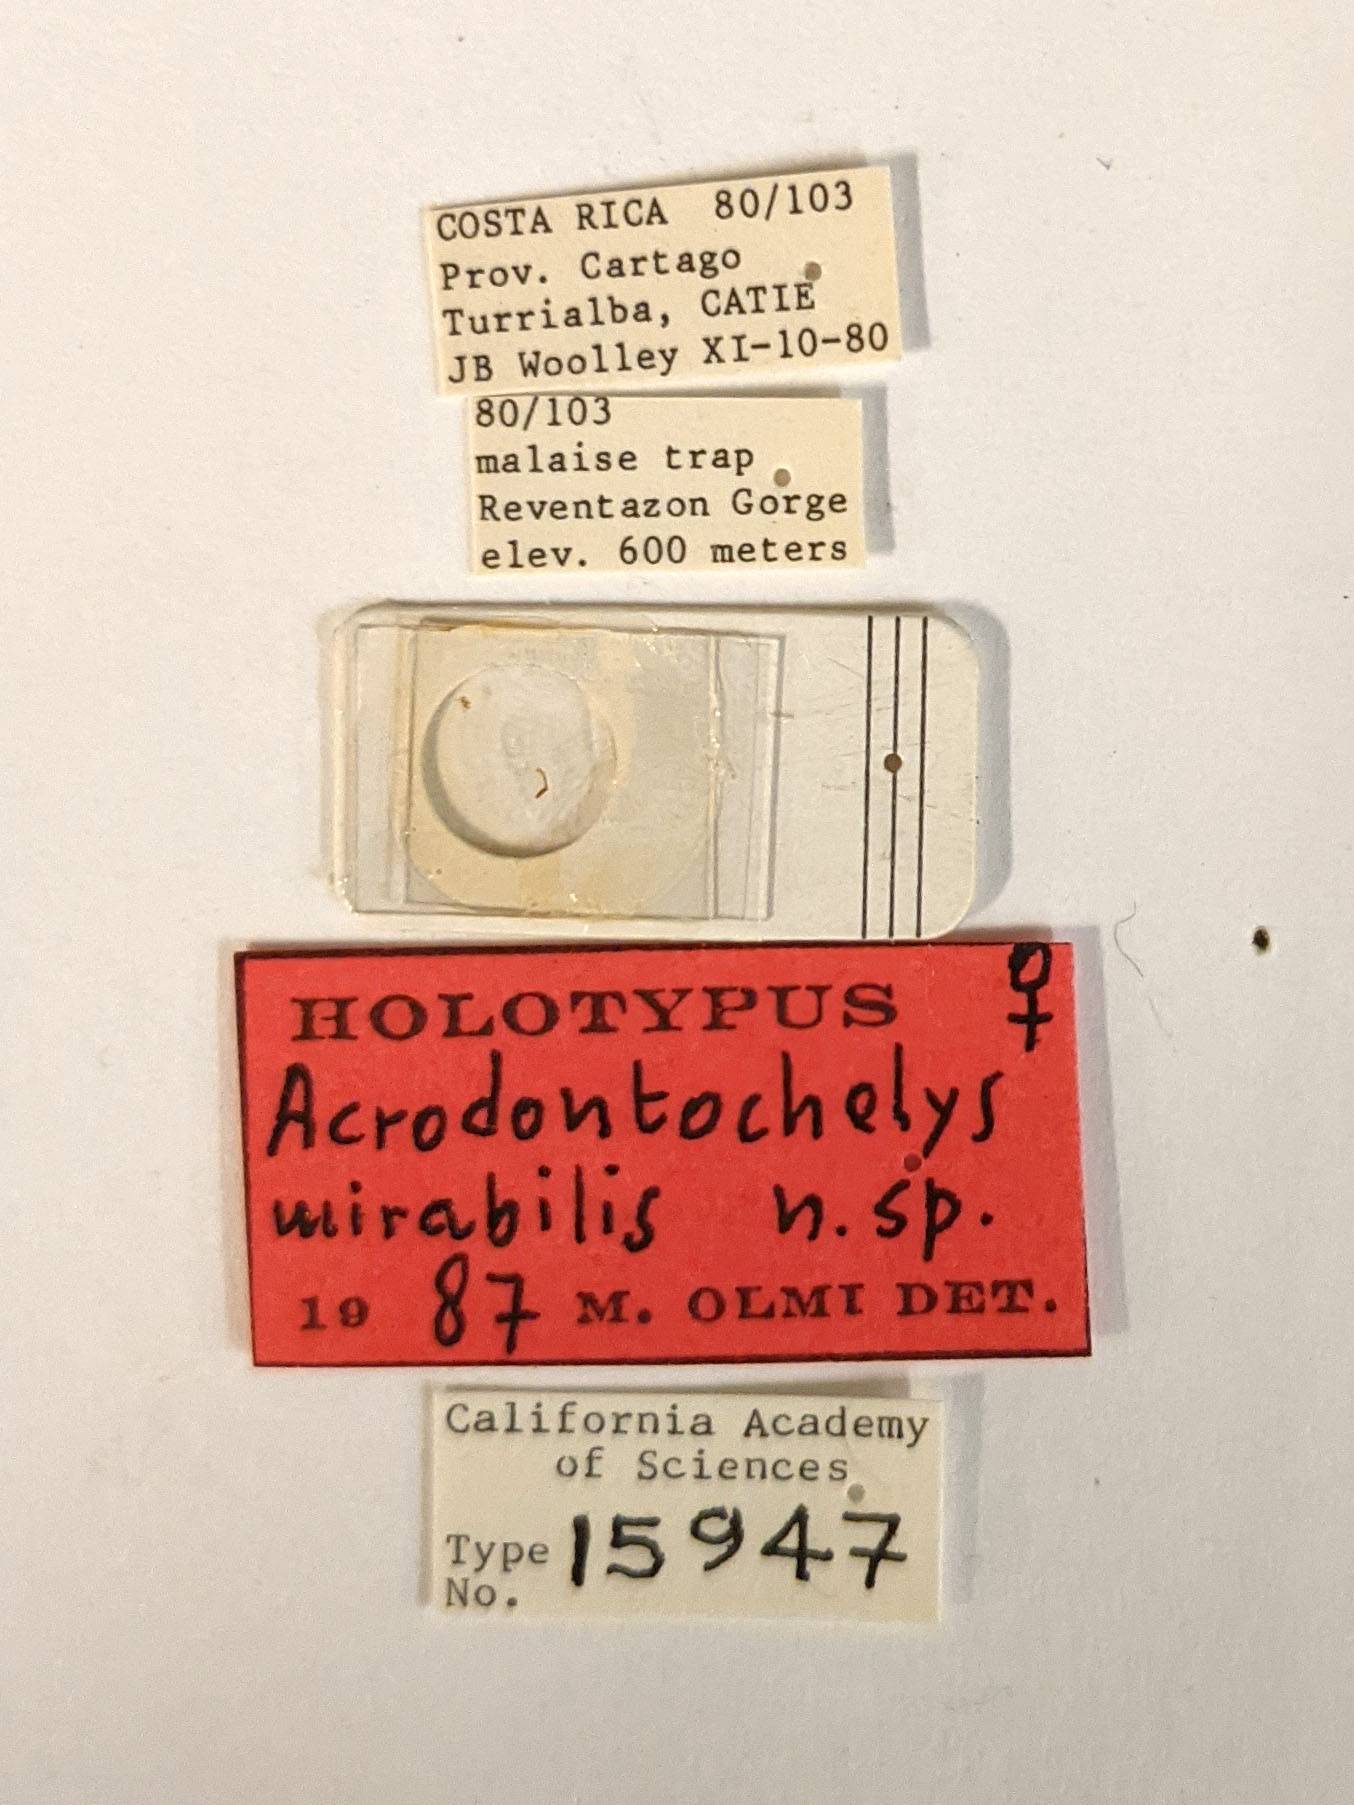 COSTA RICA 80/103
Prov. Cartago
Turrialba, CATIE
JB Woolley XI-10-80
80/103
malaise trap
Reventazon Gorge
elev. 600 meters
HOLOTYPUS ♀
Acrodontochelys
mirabilis n.sp.
19 87 M. OLMI DET.
California Academy
of Sciences
Type 15947
No.